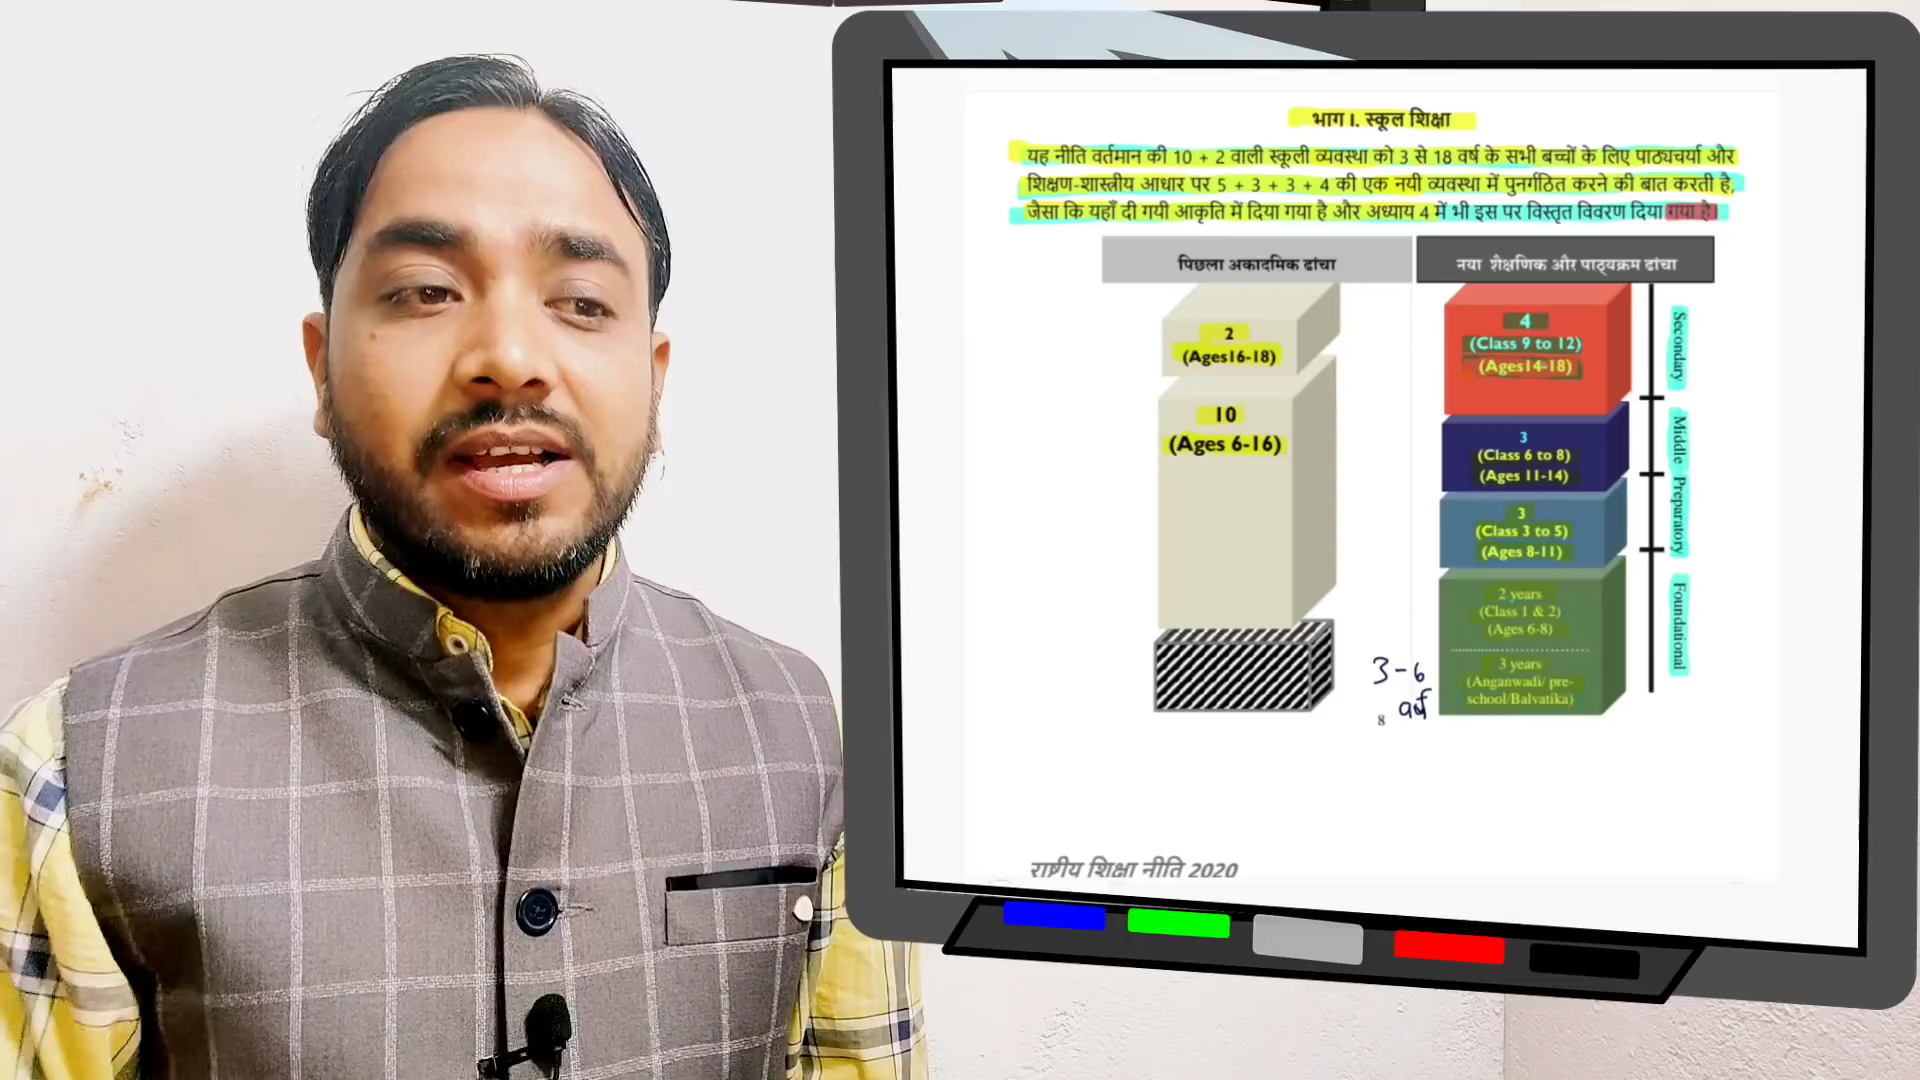 भाग I. स्कूल शिक्षा
यह नीति वर्तमान की 10 + 2 वाली स्कूली व्यवस्था को 3 से 18 वर्ष के सभी बच्चों के लिए पाठ्यचर्या और
शिक्षण-शास्त्रीय आधार पर 5 + 3 + 3 + 4 की एक नयी व्यवस्था में पुनर्गठित करने की बात करती है,
जैसा कि यहाँ दी गयी आकृति में दिया गया है और अध्याय 4 में भी इस पर विस्तृत विवरण दिया गया है।
पिछला अकादमिक ढांचा
2
(Ages16-18)
10
(Ages 6-16)
नया शैक्षणिक और पाठ्यक्रम ढांचा
4
(Class 9 to 12)
(Ages14-18)
Secondary
3
(Class 6 to 8)
(Ages 11-14)
Middle
3
(Class 3 to 5)
(Ages 8-11)
Preparatory
2 years
(Class 1 & 2)
(Ages 6-8)
3 years
(Anganwadi/ pre-
school/Balvatika)
Foundational
3-6
वर्ष
8
राष्ट्रीय शिक्षा नीति 2020